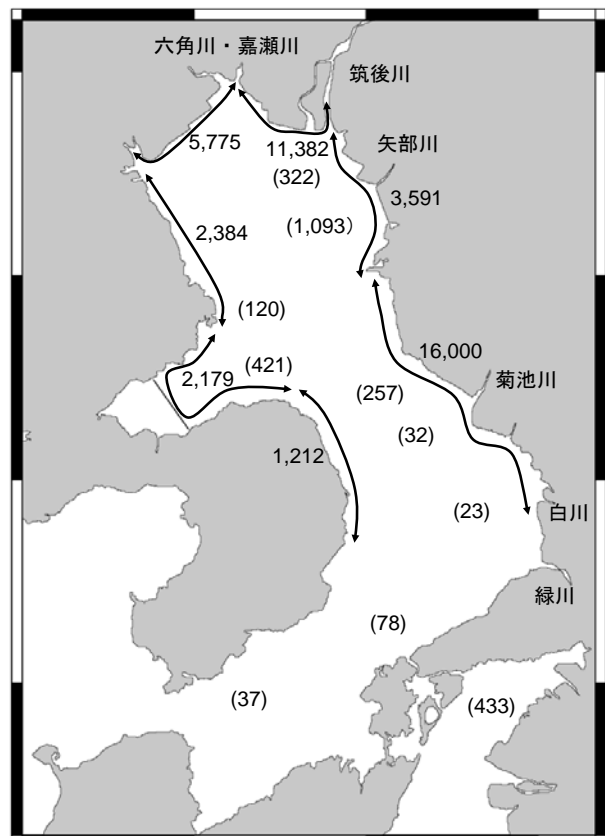 六角川・嘉瀬川
筑後川
5,775
11,382
矢部川
(322)
3,591
2,384
(1,093）
(120)
16,000
2,179
(421)
菊池川
(257)
(32)
1,212
(23)
白川
緑川
(78)
(37)
(433)